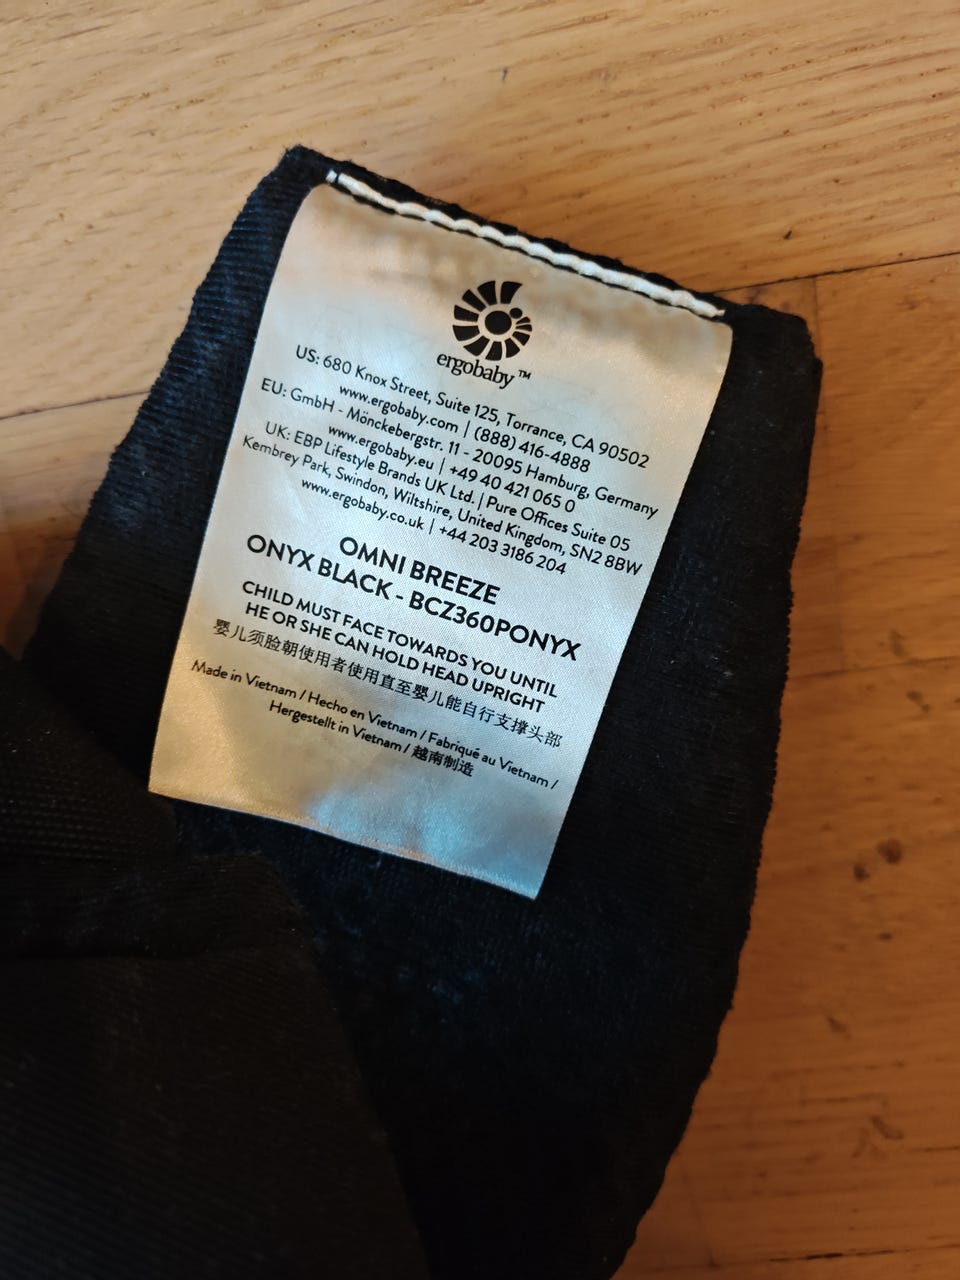 ergobaby™
US: 680 Knox Street, Suite 125, Torrance, CA 90502
www.ergobaby.com | (888) 416-4888
EU: GmbH - Mönckebergstr. 11 - 20095 Hamburg, Germany
www.ergobaby.eu | +49 40 421 065 0
UK: EBP Lifestyle Brands UK Ltd. | Pure Offices Suite 05
Kembrey Park, Swindon, Wiltshire, United Kingdom, SN2 8BW
www.ergobaby.co.uk | +44 203 3186 204
OMNI BREEZE
ONYX BLACK - BCZ360PONYX
CHILD MUST FACE TOWARDS YOU UNTIL
HE OR SHE CAN HOLD HEAD UPRIGHT
婴儿须脸朝使用者使用直至婴儿能自行支撑头部
Made in Vietnam / Hecho en Vietnam / Fabriqué au Vietnam /
Hergestellt in Vietnam / 越南制造